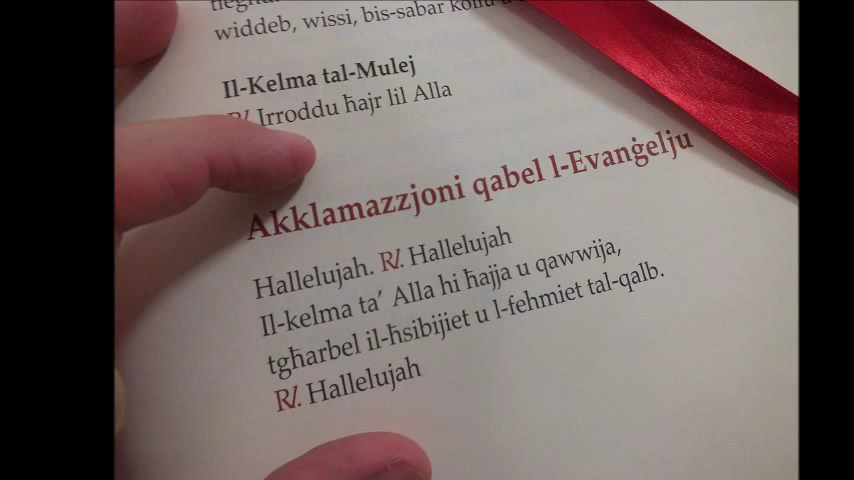 widdeb, wissi, bis-sabar kollu u
Il-Kelma tal-Mulej
R/. Irroddu ħajr lil Alla
Akklamazzjoni qabel l-Evanġelju
Hallelujah. R/. Hallelujah
Il-kelma ta’ Alla hi ħajja u qawwija,
tgħarbel il-ħsibijiet u l-fehmiet tal-qalb.
R/. Hallelujah